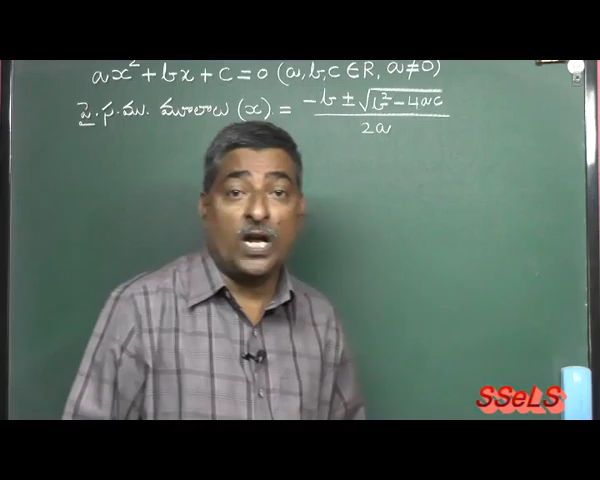 ax² + bx + c = 0 (a, b, c ∈ R, a ≠ 0)
పై. స. ము. మూలాలు (x) = (-b ± √(b² - 4ac)) / 2a
SSeLS